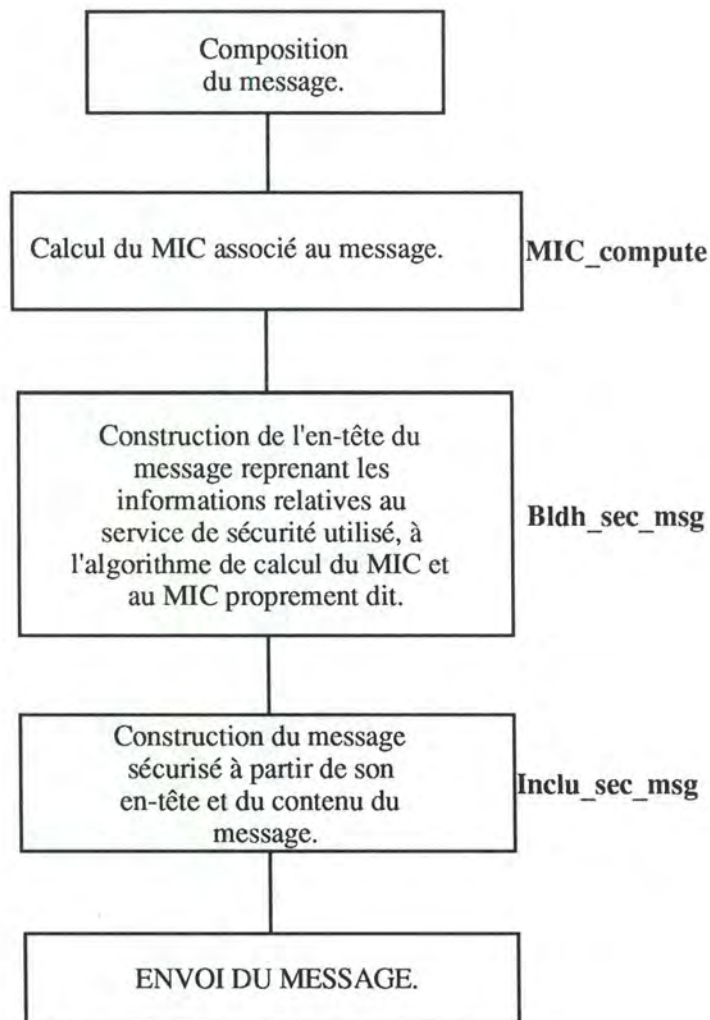 Composition
du message.
Calcul du MIC associé au message.
MIC_compute
Construction de l'en-tête du
message reprenant les
informations relatives au
service de sécurité utilisé, à
l'algorithme de calcul du MIC et
au MIC proprement dit.
Bldh_sec_msg
Construction du message
sécurisé à partir de son
en-tête et du contenu du
message.
Inclu_sec_msg
ENVOI DU MESSAGE.